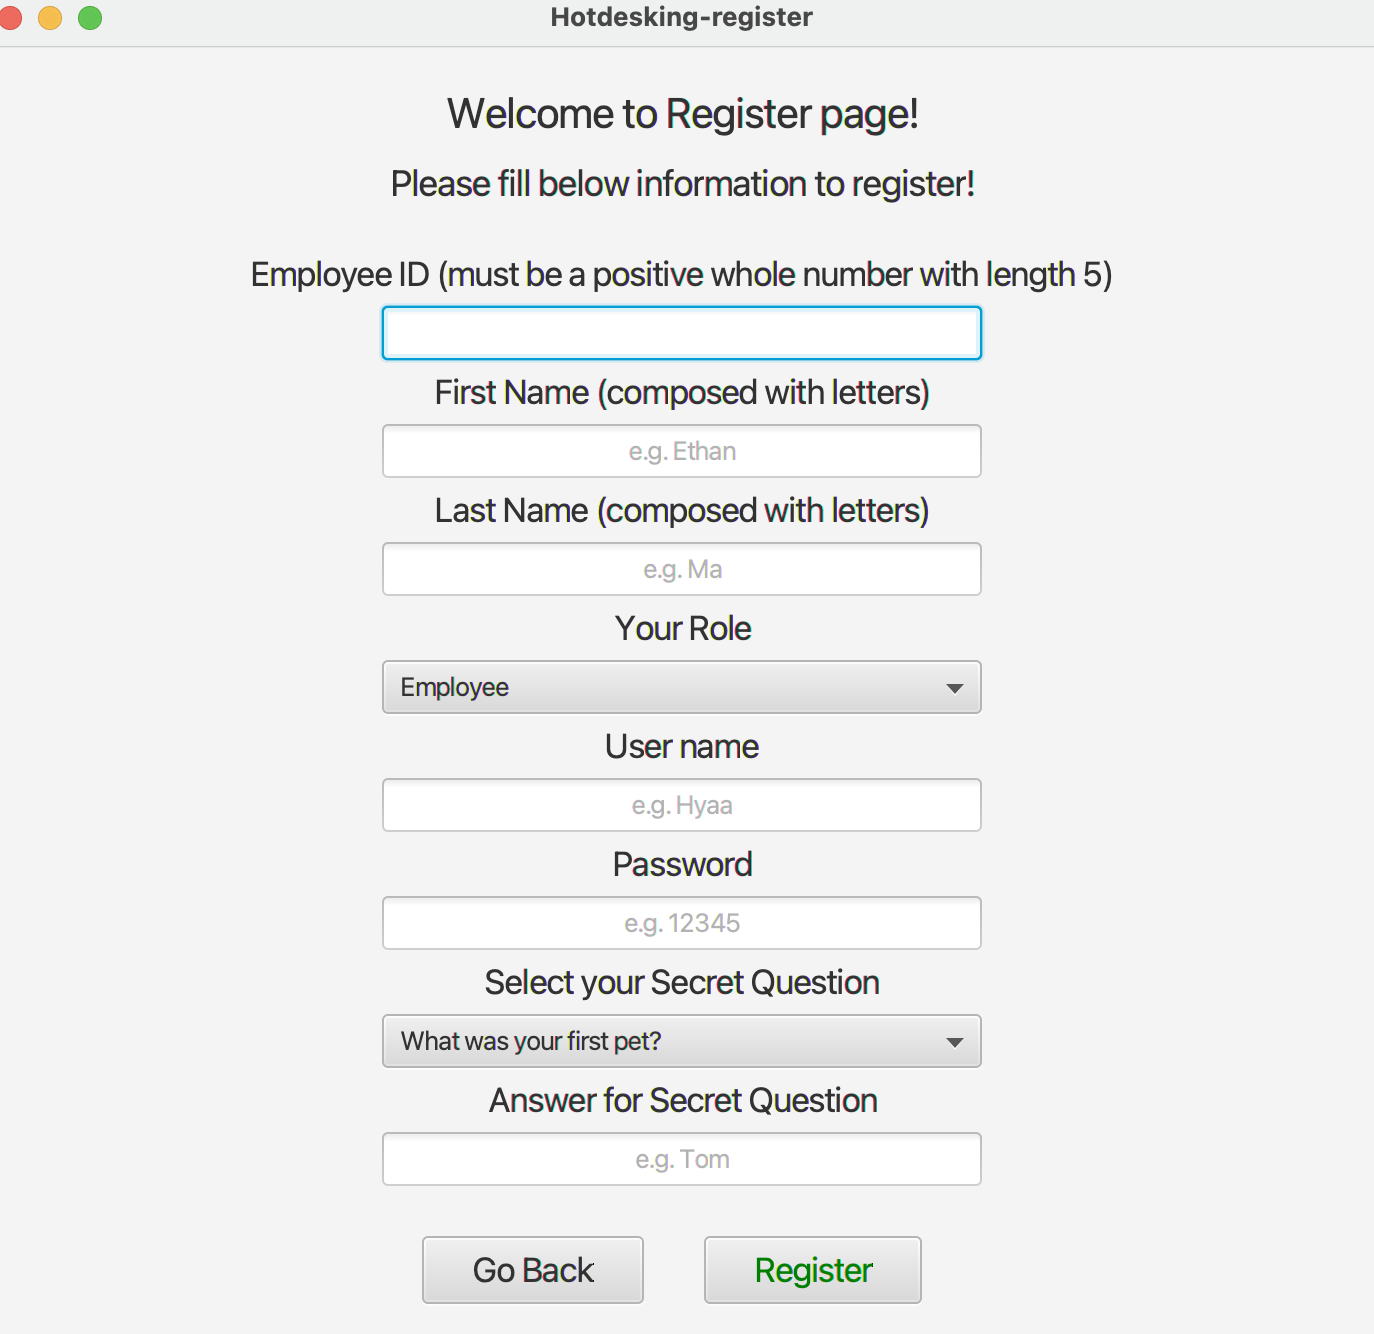 Hotdesking-register
Welcome to Register page!
Please fill below information to register!
Employee ID (must be a positive whole number with length 5)
First Name (composed with letters)
e.g. Ethan
Last Name (composed with letters)
e.g. Ma
Your Role
Employee
User name
e.g. Hyaa
Password
e.g. 12345
Select your Secret Question
What was your first pet?
Answer for Secret Question
e.g. Tom
Go Back Register